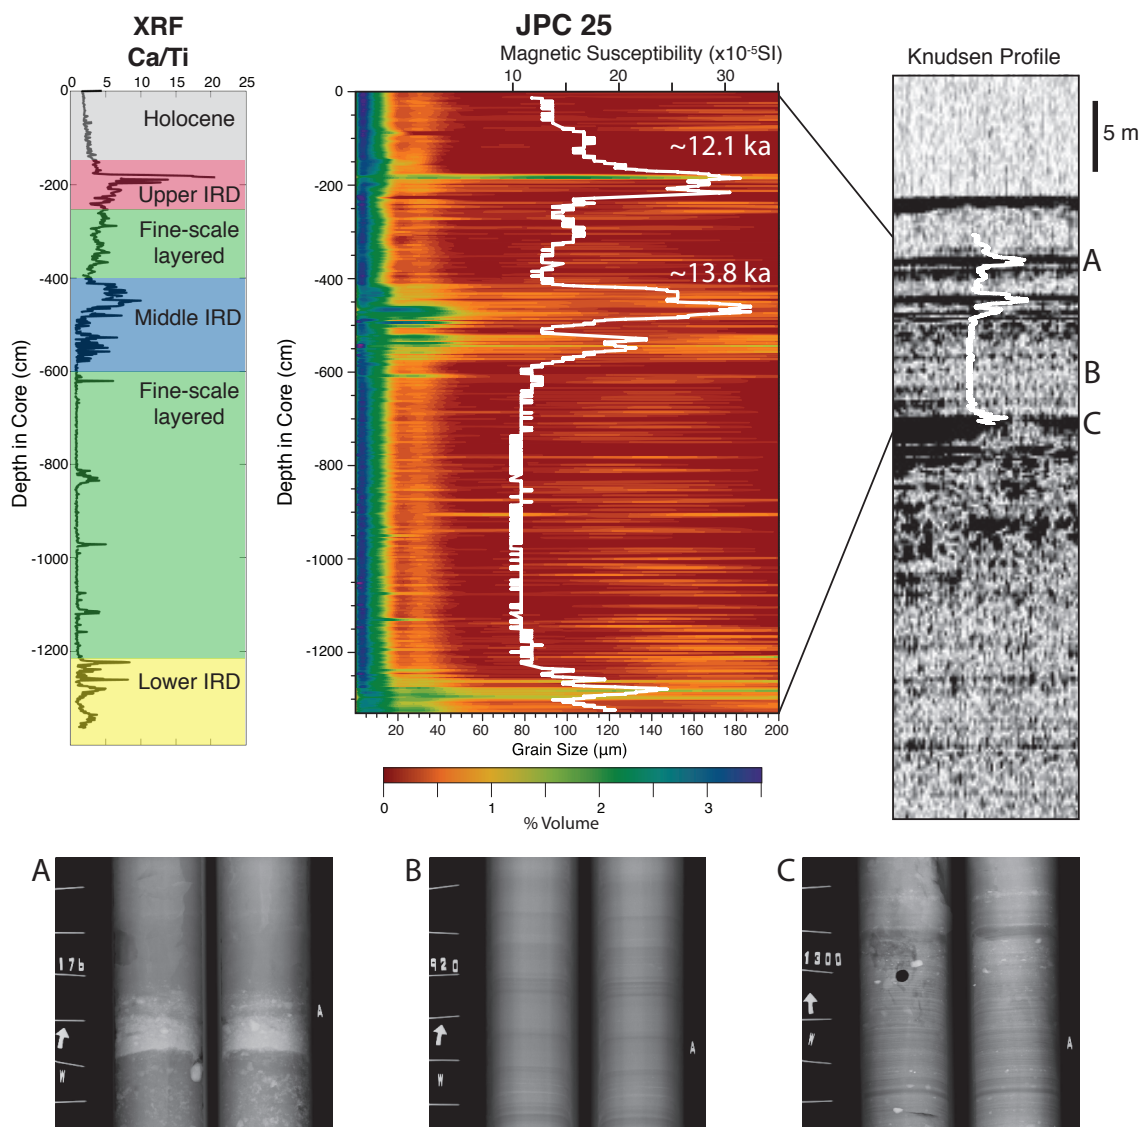 XRF
Ca/Ti
0 5 10 15 20 25
0
-200
-400
-600
-800
-1000
-1200
Depth in Core (cm)
Holocene
Upper IRD
Fine-scale
layered
Middle IRD
Fine-scale
layered
Lower IRD
JPC 25
Magnetic Susceptibility (x10⁻⁵SI)
10 20 30
0
-200
-400
-600
-800
-1000
-1200
Depth in Core (cm)
~12.1 ka
~13.8 ka
20 40 60 80 100 120 140 160 180 200
Grain Size (µm)
0 1 2 3
% Volume
Knudsen Profile
5 m
A
B
C
A
176
W
A
B
920
W
A
C
1300
W
A